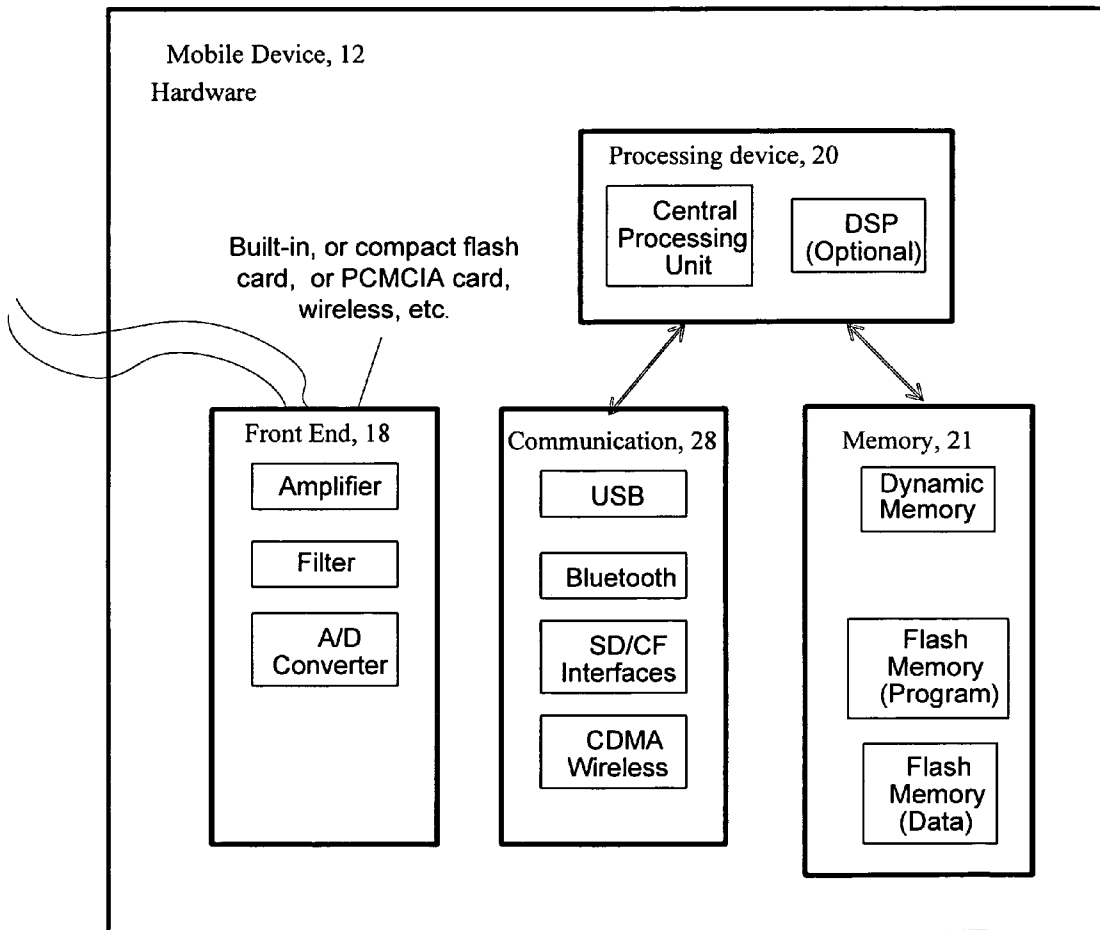 Mobile Device, 12
Hardware
Processing device, 20
Central
Processing
Unit
DSP
(Optional)
Built-in, or compact flash
card, or PCMCIA card,
wireless, etc.
Front End, 18
Amplifier
Filter
A/D
Converter
Communication, 28
USB
Bluetooth
SD/CF
Interfaces
CDMA
Wireless
Memory, 21
Dynamic
Memory
Flash
Memory
(Program)
Flash
Memory
(Data)